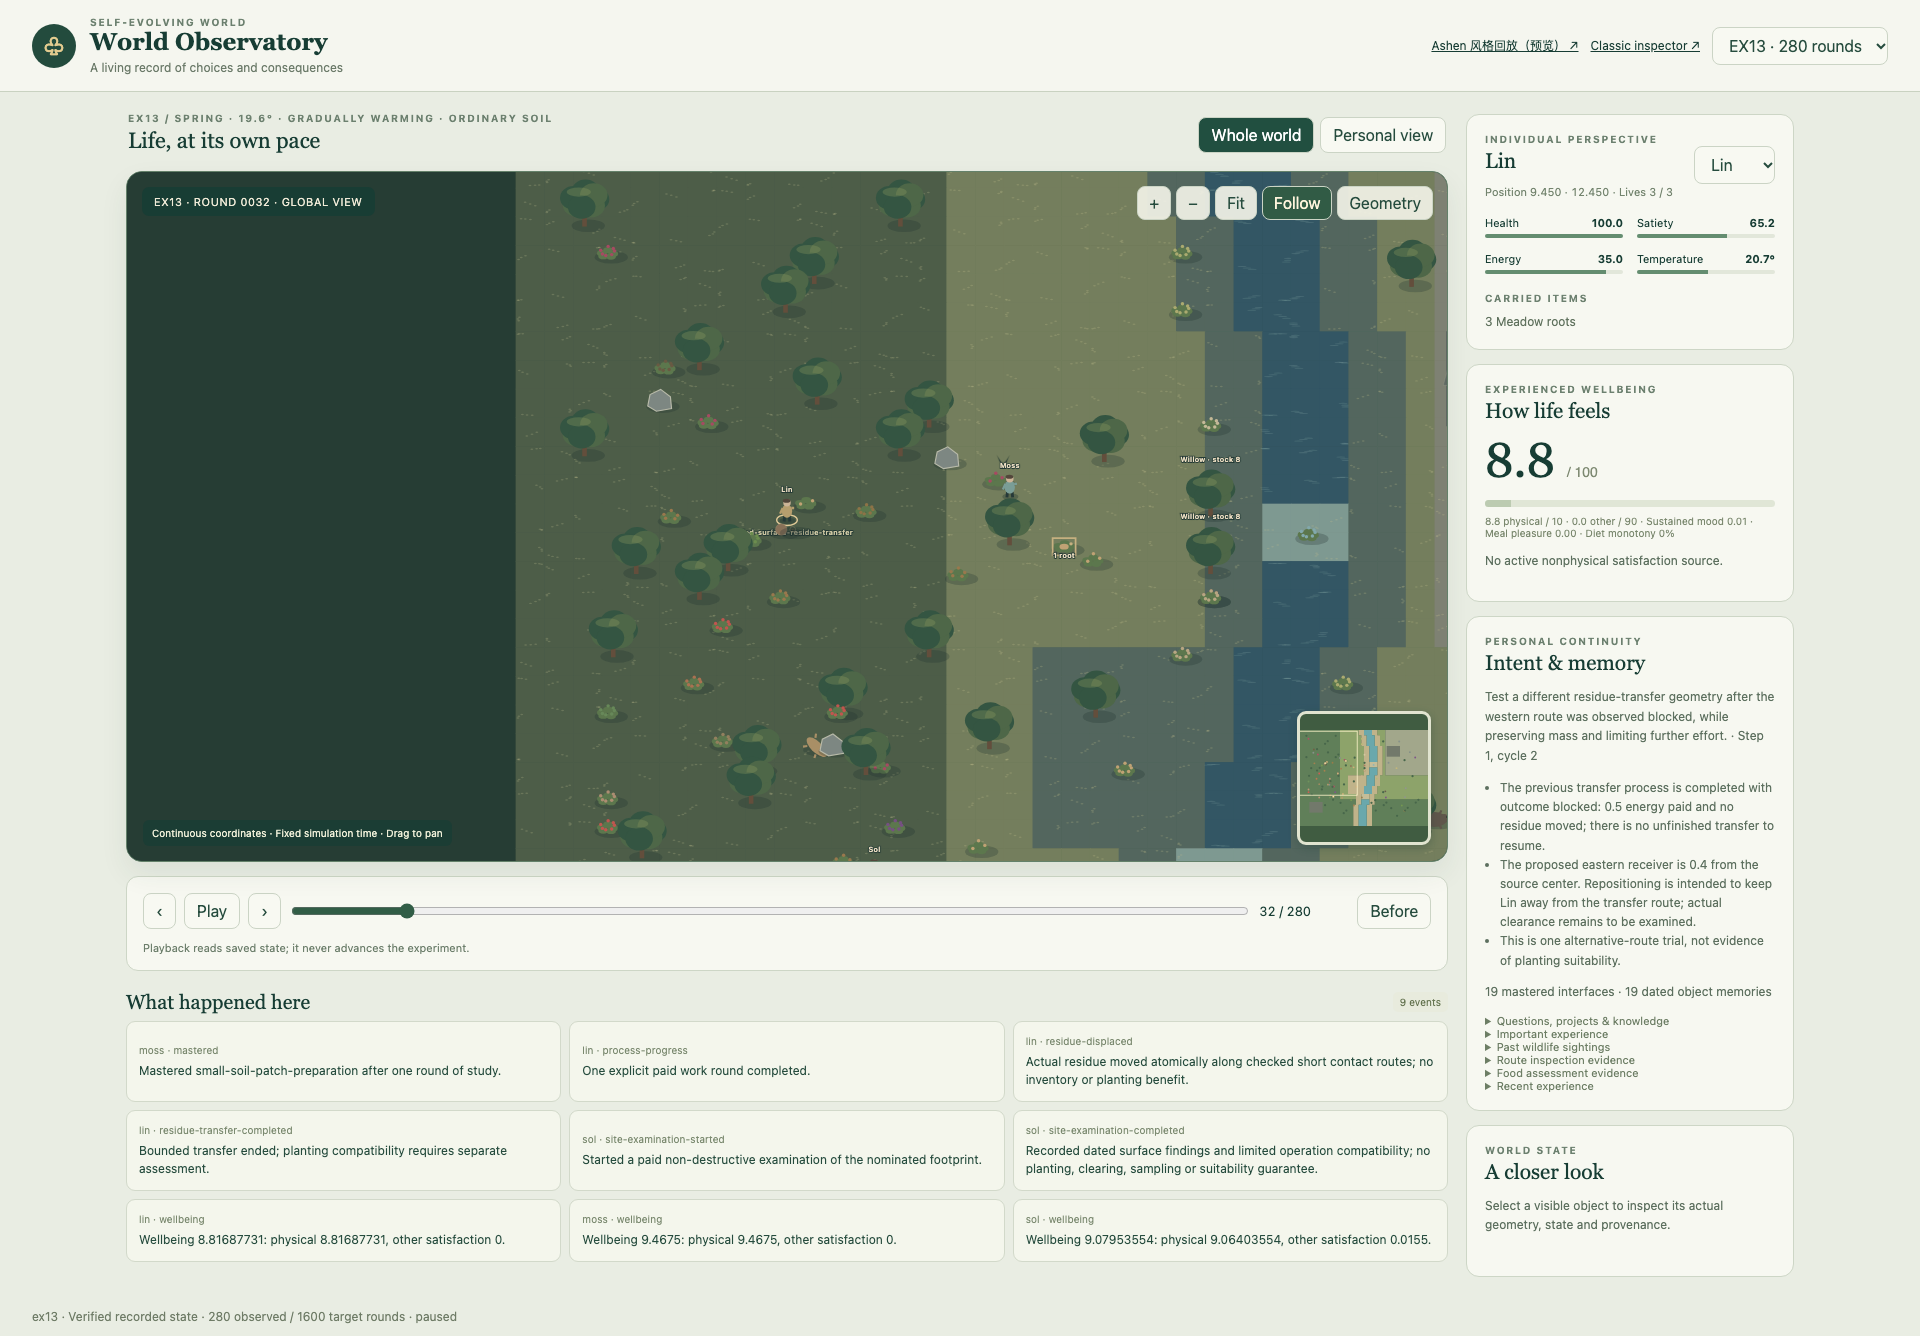 SELF-EVOLVING WORLD
World Observatory
A living record of choices and consequences
Ashen 风格回放（预览） ↗
Classic inspector ↗
EX13 · 280 rounds
EX13 / SPRING · 19.6° · GRADUALLY WARMING · ORDINARY SOIL
Life, at its own pace
Whole world
Personal view
EX13 · ROUND 0032 · GLOBAL VIEW
+
−
Fit
Follow
Geometry
Moss
Willow · stock 8
Lin
-residue-transfer
Willow · stock 8
1 root
Continuous coordinates · Fixed simulation time · Drag to pan
Sol
‹
Play
›
32 / 280
Before
Playback reads saved state; it never advances the experiment.
What happened here
9 events
moss · mastered
Mastered small-soil-patch-preparation after one round of study.
lin · process-progress
One explicit paid work round completed.
lin · residue-displaced
Actual residue moved atomically along checked short contact routes; no
inventory or planting benefit.
lin · residue-transfer-completed
Bounded transfer ended; planting compatibility requires separate
assessment.
sol · site-examination-started
Started a paid non-destructive examination of the nominated footprint.
sol · site-examination-completed
Recorded dated surface findings and limited operation compatibility; no
planting, clearing, sampling or suitability guarantee.
lin · wellbeing
Wellbeing 8.81687731: physical 8.81687731, other satisfaction 0.
moss · wellbeing
Wellbeing 9.4675: physical 9.4675, other satisfaction 0.
sol · wellbeing
Wellbeing 9.07953554: physical 9.06403554, other satisfaction 0.0155.
INDIVIDUAL PERSPECTIVE
Lin
Lin
Position 9.450 · 12.450 · Lives 3 / 3
Health 100.0
Satiety 65.2
Energy 35.0
Temperature 20.7°
CARRIED ITEMS
3 Meadow roots
EXPERIENCED WELLBEING
How life feels
8.8 / 100
8.8 physical / 10 · 0.0 other / 90 · Sustained mood 0.01 ·
Meal pleasure 0.00 · Diet monotony 0%
No active nonphysical satisfaction source.
PERSONAL CONTINUITY
Intent & memory
Test a different residue-transfer geometry after the
western route was observed blocked, while
preserving mass and limiting further effort. · Step
1, cycle 2
• The previous transfer process is completed with
outcome blocked: 0.5 energy paid and no
residue moved; there is no unfinished transfer to
resume.
• The proposed eastern receiver is 0.4 from the
source center. Repositioning is intended to keep
Lin away from the transfer route; actual
clearance remains to be examined.
• This is one alternative-route trial, not evidence
of planting suitability.
19 mastered interfaces · 19 dated object memories
▶ Questions, projects & knowledge
▶ Important experience
▶ Past wildlife sightings
▶ Route inspection evidence
▶ Food assessment evidence
▶ Recent experience
WORLD STATE
A closer look
Select a visible object to inspect its actual
geometry, state and provenance.
ex13 · Verified recorded state · 280 observed / 1600 target rounds · paused